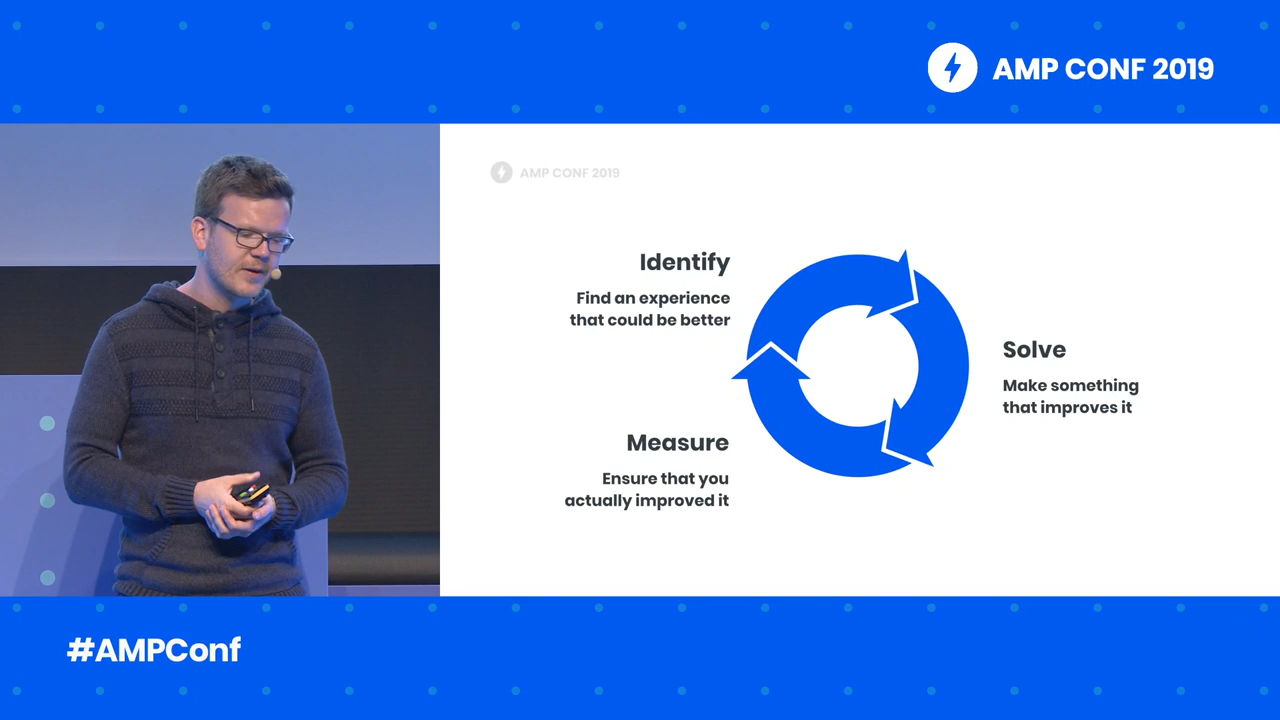 AMP CONF 2019
AMP CONF 2019
Identify
Find an experience
that could be better
Solve
Make something
that improves it
Measure
Ensure that you
actually improved it
#AMPConf